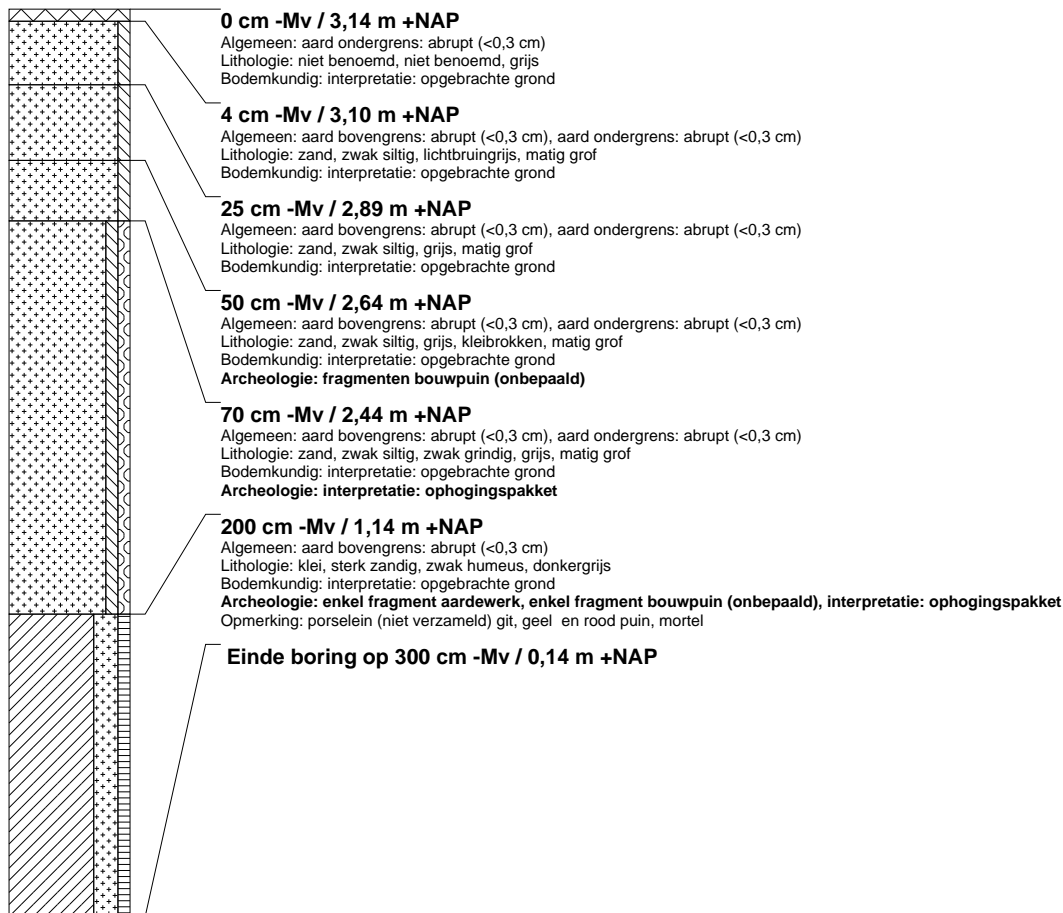 0 cm -Mv / 3,14 m +NAP
Algemeen: aard ondergrens: abrupt (<0,3 cm)
Lithologie: niet benoemd, niet benoemd, grijs
Bodemkundig: interpretatie: opgebrachte grond
4 cm -Mv / 3,10 m +NAP
Algemeen: aard bovengrens: abrupt (<0,3 cm), aard ondergrens: abrupt (<0,3 cm)
Lithologie: zand, zwak siltig, lichtbruingrijs, matig grof
Bodemkundig: interpretatie: opgebrachte grond
25 cm -Mv / 2,89 m +NAP
Algemeen: aard bovengrens: abrupt (<0,3 cm), aard ondergrens: abrupt (<0,3 cm)
Lithologie: zand, zwak siltig, grijs, matig grof
Bodemkundig: interpretatie: opgebrachte grond
50 cm -Mv / 2,64 m +NAP
Algemeen: aard bovengrens: abrupt (<0,3 cm), aard ondergrens: abrupt (<0,3 cm)
Lithologie: zand, zwak siltig, grijs, kleibrokken, matig grof
Bodemkundig: interpretatie: opgebrachte grond
Archeologie: fragmenten bouwpuin (onbepaald)
70 cm -Mv / 2,44 m +NAP
Algemeen: aard bovengrens: abrupt (<0,3 cm), aard ondergrens: abrupt (<0,3 cm)
Lithologie: zand, zwak siltig, zwak grindig, grijs, matig grof
Bodemkundig: interpretatie: opgebrachte grond
Archeologie: interpretatie: ophogingspakket
200 cm -Mv / 1,14 m +NAP
Algemeen: aard bovengrens: abrupt (<0,3 cm)
Lithologie: klei, sterk zandig, zwak humeus, donkergrijs
Bodemkundig: interpretatie: opgebrachte grond
Archeologie: enkel fragment aardewerk, enkel fragment bouwpuin (onbepaald), interpretatie: ophogingspakket
Opmerking: porselein (niet verzameld) git, geel en rood puin, mortel
Einde boring op 300 cm -Mv / 0,14 m +NAP